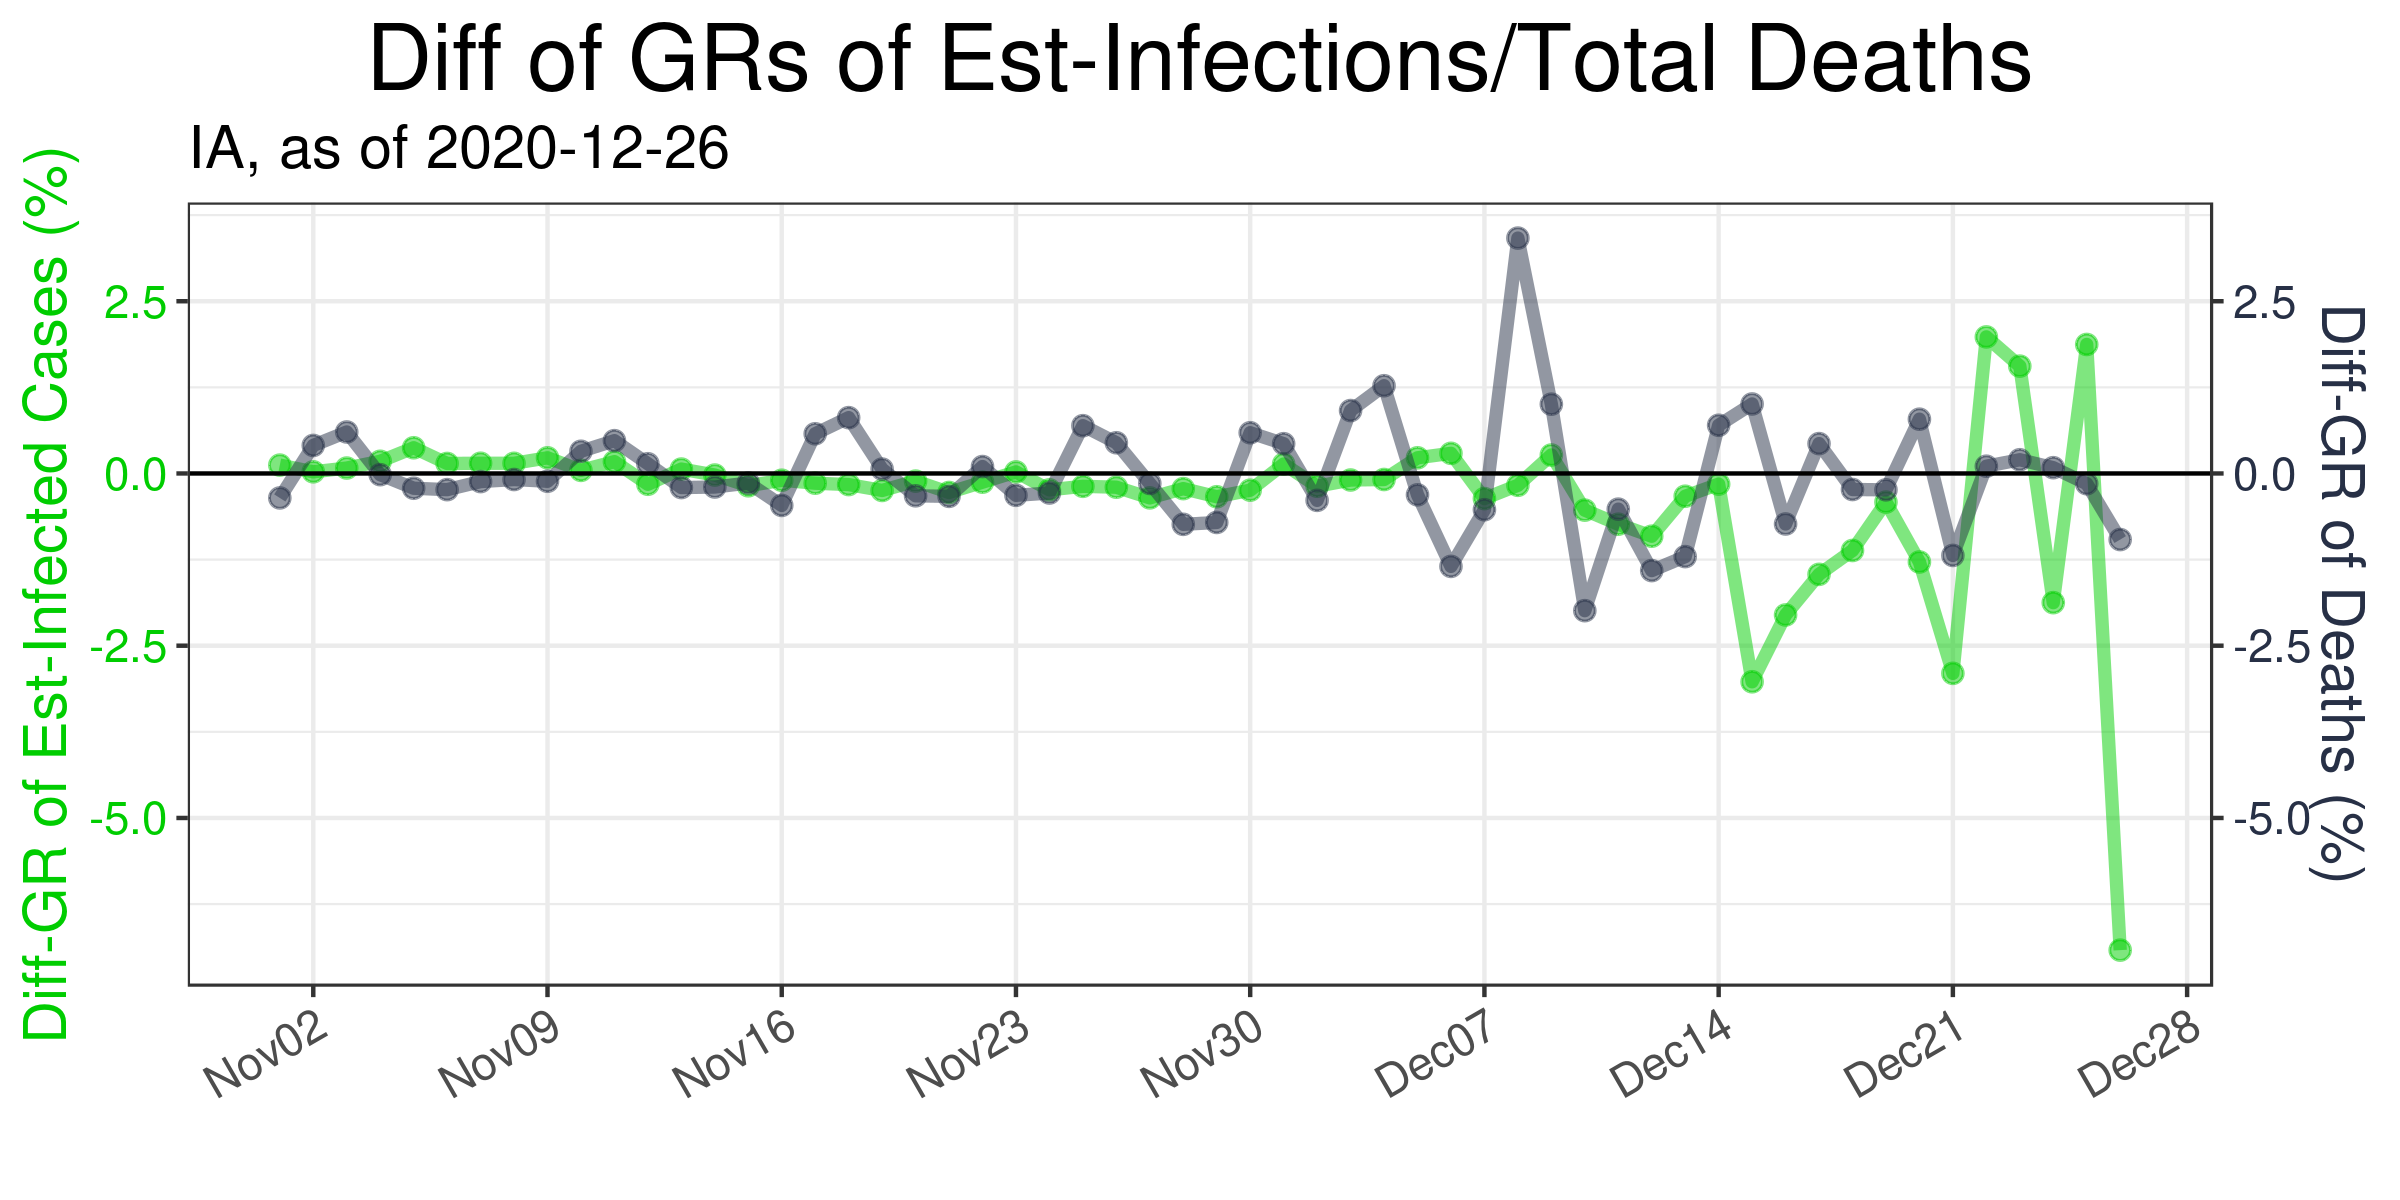 Diff of GRs of Est-Infections/Total Deaths
IA, as of 2020-12-26
Diff-GR of Est-Infected Cases (%)
2.5
0.0
-2.5
-5.0
2.5
0.0
-2.5
-5.0
Diff-GR of Deaths (%)
Nov02
Nov09
Nov16
Nov23
Nov30
Dec07
Dec14
Dec21
Dec28